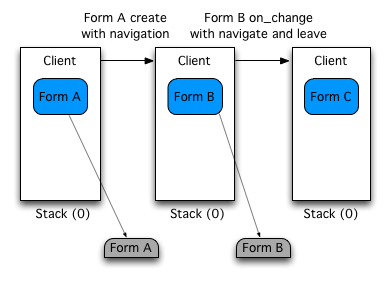 Form A create
with navigation
Form B on_change
with navigate and leave
Client
Client
Client
Form A
Form B
Form C
Stack (0)
Stack (0)
Stack (0)
Form A
Form B